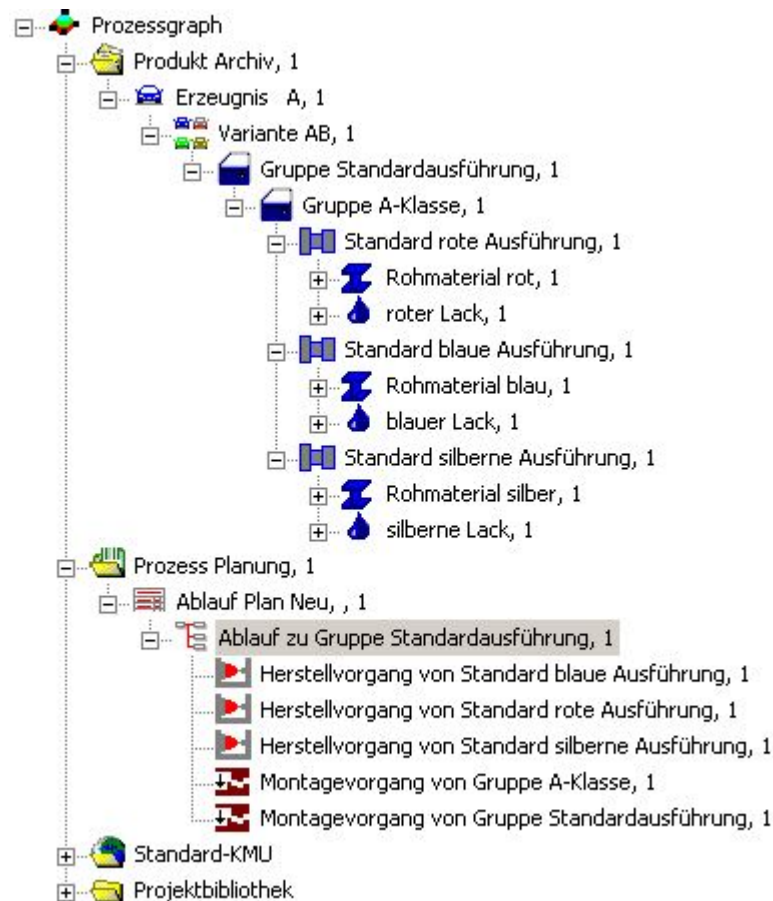 Prozessgraph
Produkt Archiv, 1
Erzeugnis A, 1
Variante AB, 1
Gruppe Standardausführung, 1
Gruppe A-Klasse, 1
Standard rote Ausführung, 1
Rohmaterial rot, 1
roter Lack, 1
Standard blaue Ausführung, 1
Rohmaterial blau, 1
blauer Lack, 1
Standard silberne Ausführung, 1
Rohmaterial silber, 1
silberne Lack, 1
Prozess Planung, 1
Ablauf Plan Neu, , 1
Ablauf zu Gruppe Standardausführung, 1
Herstellvorgang von Standard blaue Ausführung, 1
Herstellvorgang von Standard rote Ausführung, 1
Herstellvorgang von Standard silberne Ausführung, 1
Montagevorgang von Gruppe A-Klasse, 1
Montagevorgang von Gruppe Standardausführung, 1
Standard-KMU
Projektbibliothek